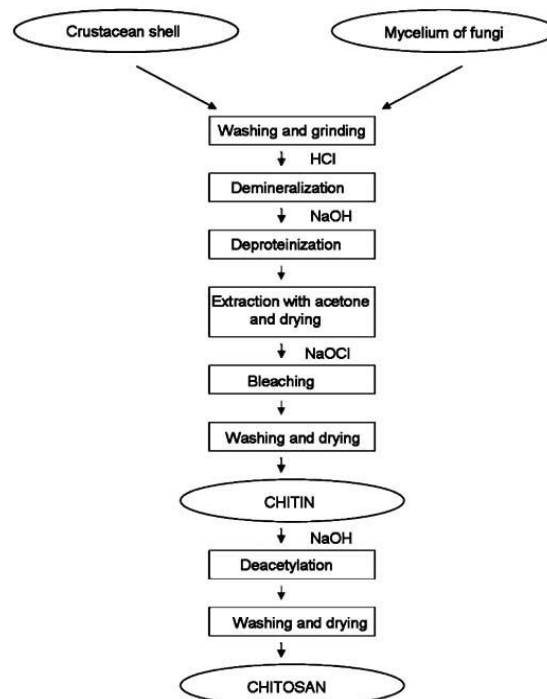 Crustacean shell
Mycelium of fungi
Washing and grinding
HCl
Demineralization
NaOH
Deproteinization
Extraction with acetone
and drying
NaOCl
Bleaching
Washing and drying
CHITIN
NaOH
Deacetylation
Washing and drying
CHITOSAN